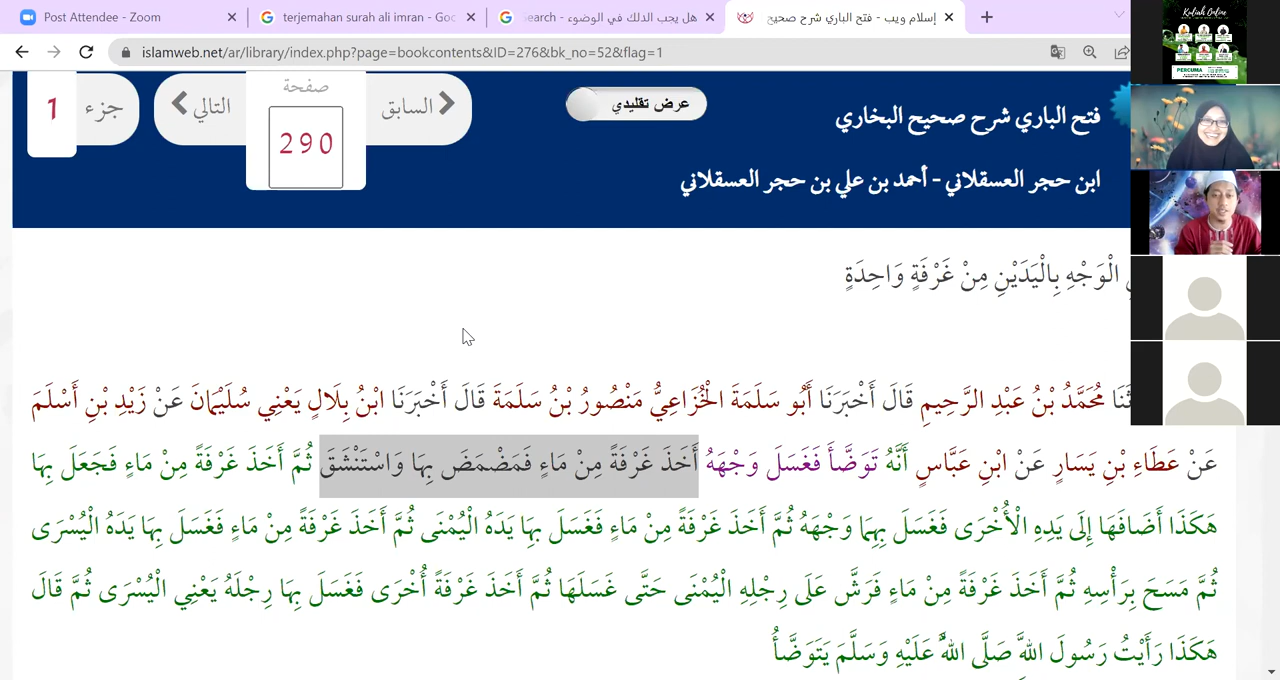 Post Attendee - Zoom
terjemahan surah ali imran - Goo
هل يجب الدلك في الوضوء - Search
إسلام ويب - فتح الباري شرح صحيح
islamweb.net/ar/library/index.php?page=bookcontents&ID=276&bk_no=52&flag=1
جزء
1
التالي
صفحة
290
السابق
عرض تقليدي
فتح الباري شرح صحيح البخاري
ابن حجر العسقلاني - أحمد بن علي بن حجر العسقلاني
الْوَجْهِ بِالْيَدَيْنِ مِنْ غَرْفَةٍ وَاحِدَةٍ
مُحَمَّدُ بْنُ عَبْدِ الرَّحِيمِ قَالَ أَخْبَرَنَا أَبُو سَلَمَةَ الْخُزَاعِيُّ مَنْصُورُ بْنُ سَلَمَةَ قَالَ أَخْبَرَنَا ابْنُ بِلَالٍ يَعْنِي سُلَيْمَانَ عَنْ زَيْدِ بْنِ أَسْلَمَ
عَنْ عَطَاءِ بْنِ يَسَارٍ عَنْ ابْنِ عَبَّاسٍ أَنَّهُ تَوَضَّأَ فَغَسَلَ وَجْهَهُ أَخَذَ غَرْفَةً مِنْ مَاءٍ فَمَضْمَضَ بِهَا وَاسْتَنْشَقَ ثُمَّ أَخَذَ غَرْفَةً مِنْ مَاءٍ فَجَعَلَ بِهَا
هَكَذَا أَضَافَهَا إِلَى يَدِهِ الْأُخْرَى فَغَسَلَ بِهِمَا وَجْهَهُ ثُمَّ أَخَذَ غَرْفَةً مِنْ مَاءٍ فَغَسَلَ بِهَا يَدَهُ الْيُمْنَى ثُمَّ أَخَذَ غَرْفَةً مِنْ مَاءٍ فَغَسَلَ بِهَا يَدَهُ الْيُسْرَى
ثُمَّ مَسَحَ بِرَأْسِهِ ثُمَّ أَخَذَ غَرْفَةً مِنْ مَاءٍ فَرَشَّ عَلَى رِجْلِهِ الْيُمْنَى حَتَّى غَسَلَهَا ثُمَّ أَخَذَ غَرْفَةً أُخْرَى فَغَسَلَ بِهَا رِجْلَهُ يَعْنِي الْيُسْرَى ثُمَّ قَالَ
هَكَذَا رَأَيْتُ رَسُولَ اللَّهِ صَلَّى اللَّهُ عَلَيْهِ وَسَلَّمَ يَتَوَضَّأُ
Kuliah Online
PERCUMA